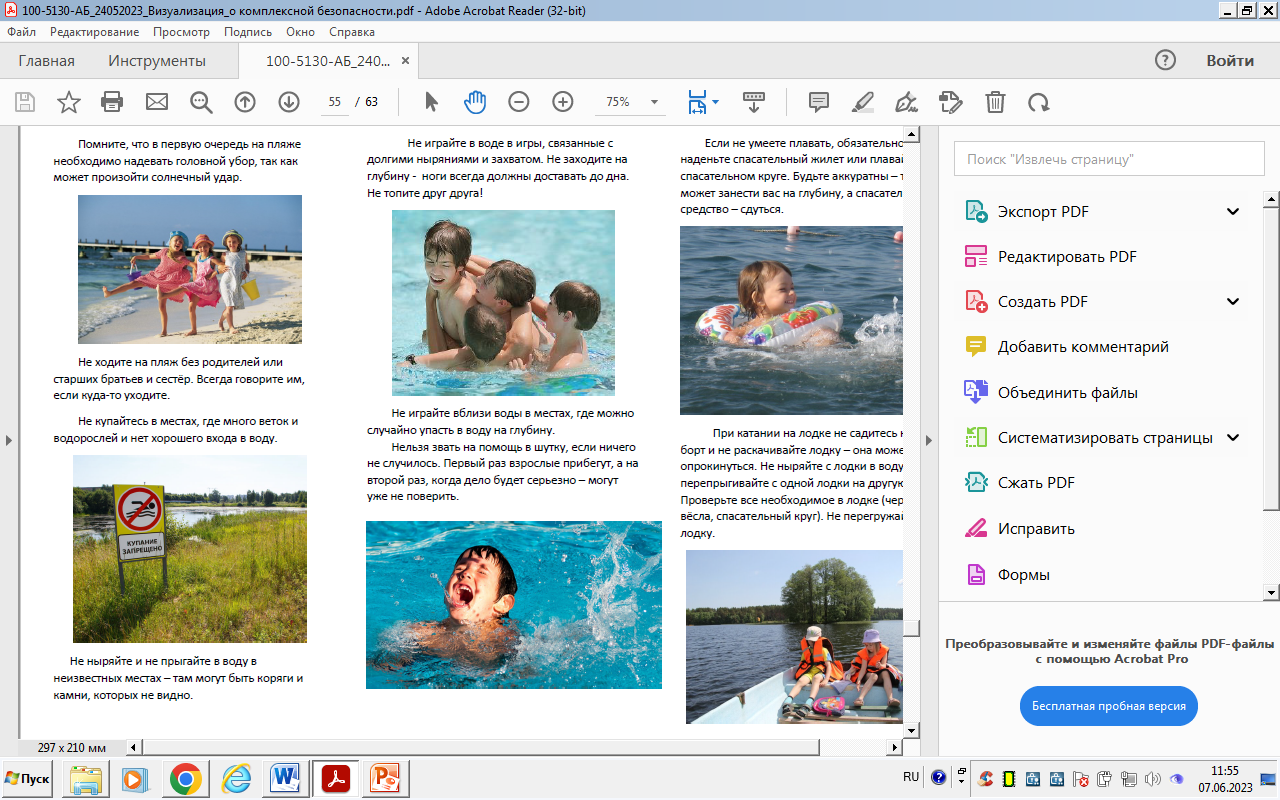 100-5130-АБ_24052023_Визуализация_о комплексной безопасности.pdf - Adobe Acrobat Reader (32-bit)
Файл Редактирование Просмотр Подпись Окно Справка
Главная Инструменты 100-5130-АБ_240... × Войти
55 / 63 75%
Помните, что в первую очередь на пляже
необходимо надевать головной убор, так как
может произойти солнечный удар.
Не ходите на пляж без родителей или
старших братьев и сестёр. Всегда говорите им,
если куда-то уходите.
Не купайтесь в местах, где много веток и
водорослей и нет хорошего входа в воду.
КУПАНИЕ
ЗАПРЕЩЕНО
Не ныряйте и не прыгайте в воду в
неизвестных местах – там могут быть коряги и
камни, которых не видно.
Не играйте в воде в игры, связанные с
долгими ныряниями и захватом. Не заходите на
глубину - ноги всегда должны доставать до дна.
Не топите друг друга!
Не играйте вблизи воды в местах, где можно
случайно упасть в воду на глубину.
Нельзя звать на помощь в шутку, если ничего
не случилось. Первый раз взрослые прибегут, а на
второй раз, когда дело будет серьезно – могут
уже не поверить.
Если не умеете плавать, обязательно
наденьте спасательный жилет или плавай
спасательном круге. Будьте аккуратны – т
может занести вас на глубину, а спасател
средство – сдуться.
При катании на лодке не садитесь н
борт и не раскачивайте лодку – она може
опрокинуться. Не ныряйте с лодки в воду
перепрыгивайте с одной лодки на другую
Проверьте все необходимое в лодке (чер
вёсла, спасательный круг). Не перегружай
лодку.
Поиск "Извлечь страницу"
Экспорт PDF
Редактировать PDF
Создать PDF
Добавить комментарий
Объединить файлы
Систематизировать страницы
Сжать PDF
Исправить
Формы
Преобразовывайте и изменяйте файлы PDF-файлы
с помощью Acrobat Pro
Бесплатная пробная версия
297 x 210 мм
Пуск RU 11:55
07.06.2023